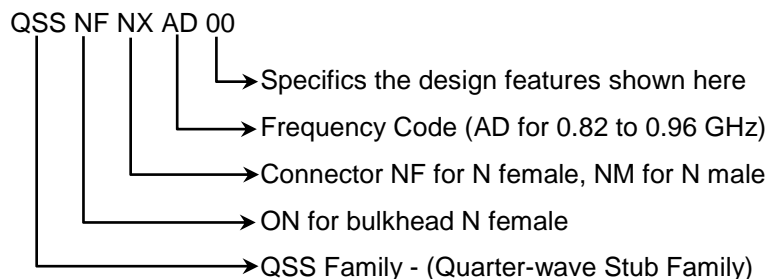 QSS NF NX AD 00
Specifics the design features shown here
Frequency Code (AD for 0.82 to 0.96 GHz)
Connector NF for N female, NM for N male
ON for bulkhead N female
QSS Family - (Quarter-wave Stub Family)